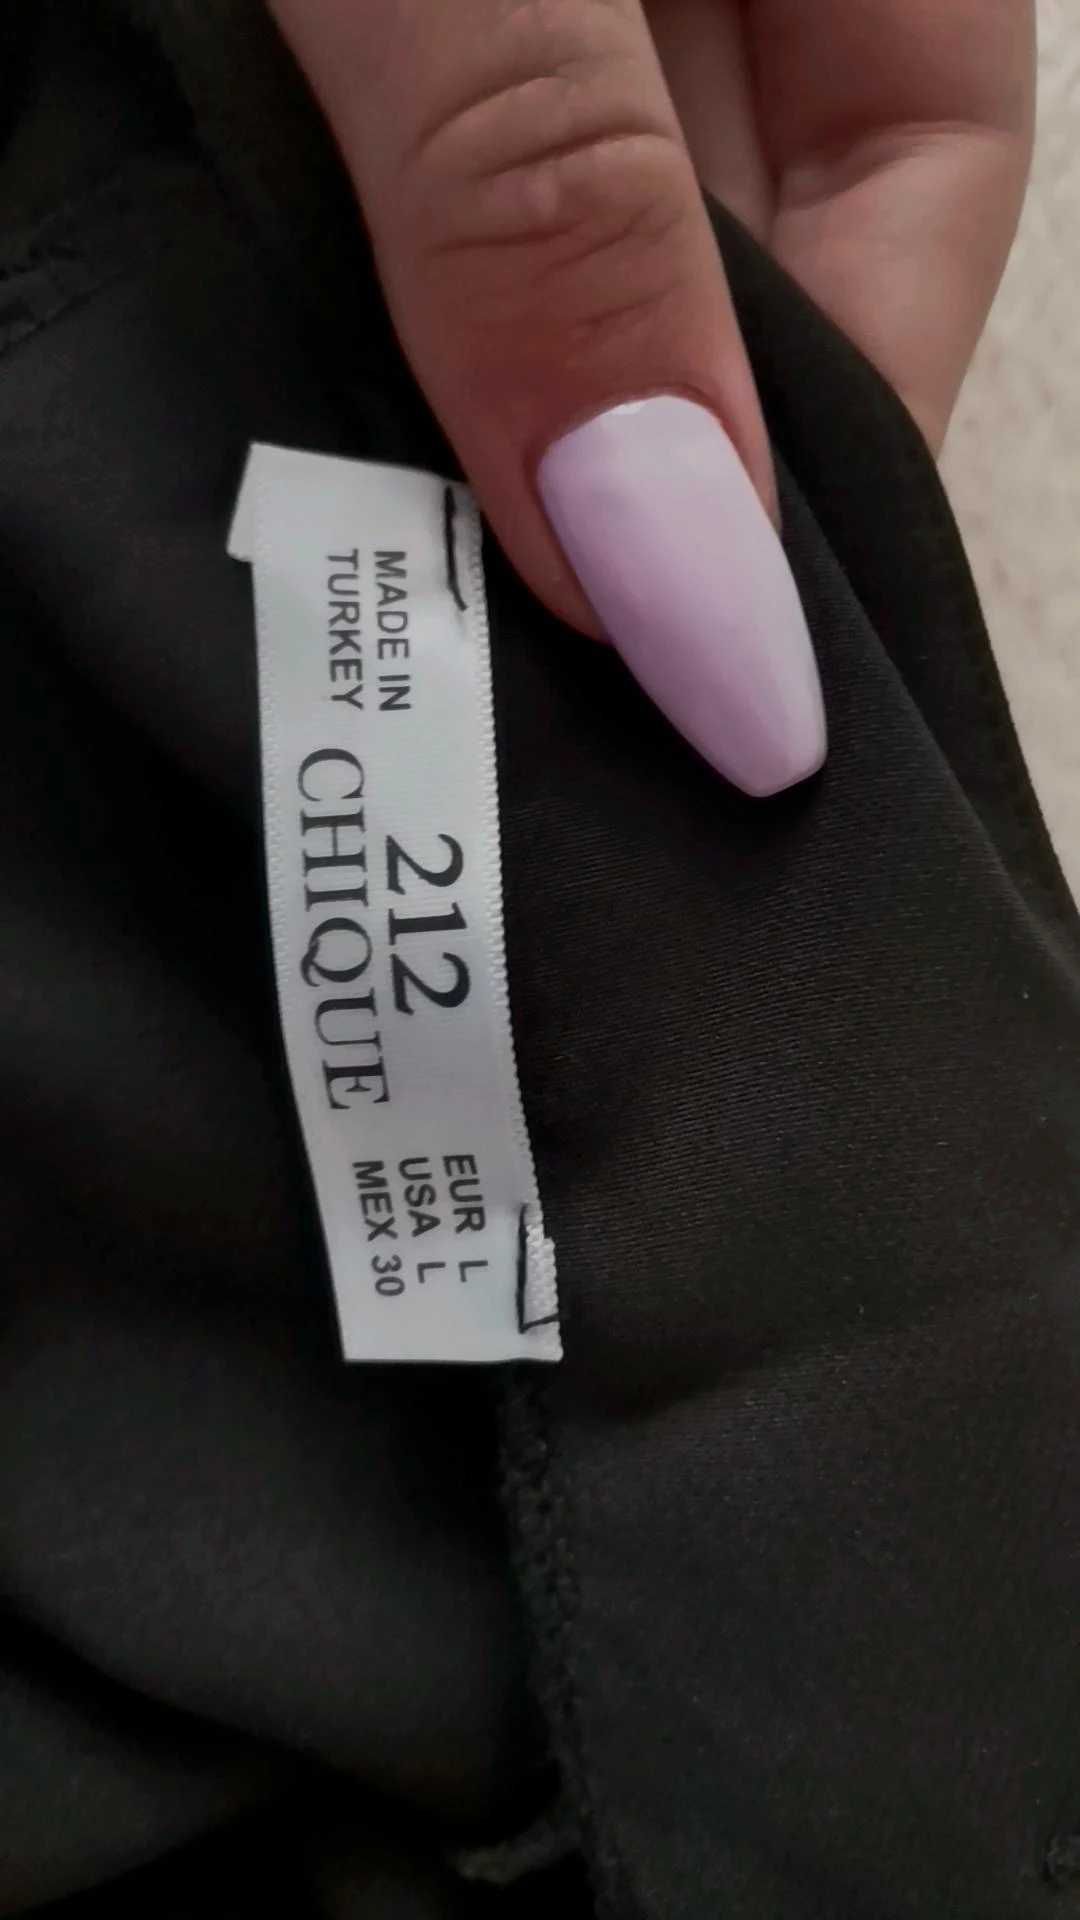 MADE IN
TURKEY
212
CHIQUE
EUR L
USA L
MEX 30